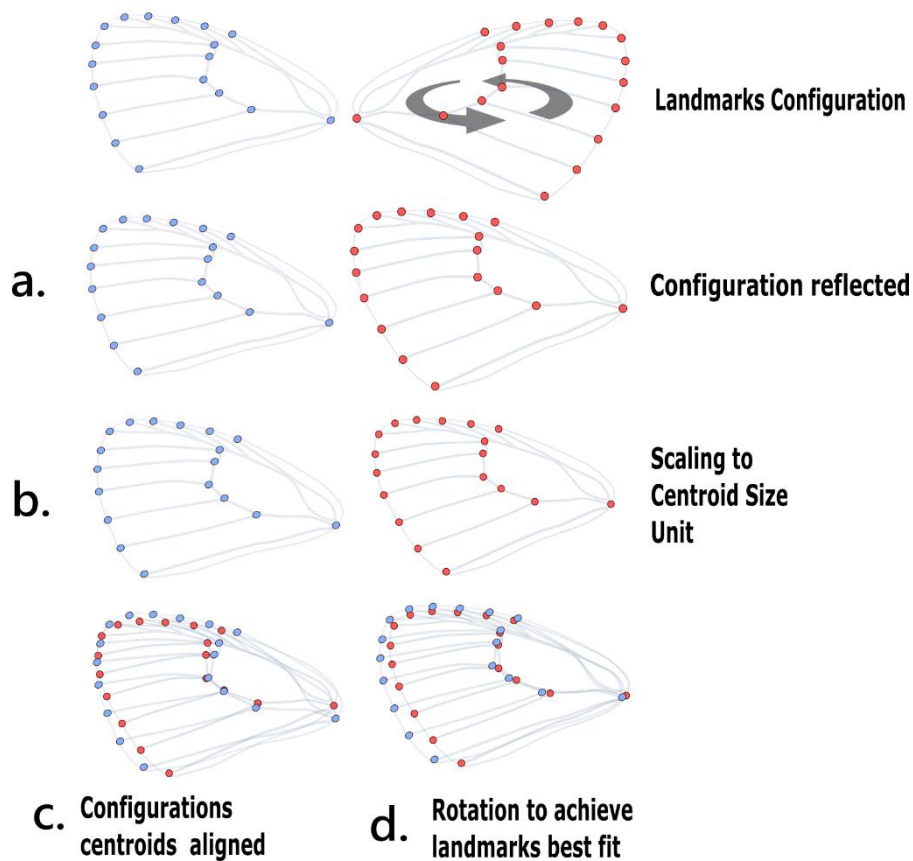 Landmarks Configuration
a.
Configuration reflected
b.
Scaling to
Centroid Size
Unit
c. Configurations
centroids aligned
d. Rotation to achieve
landmarks best fit